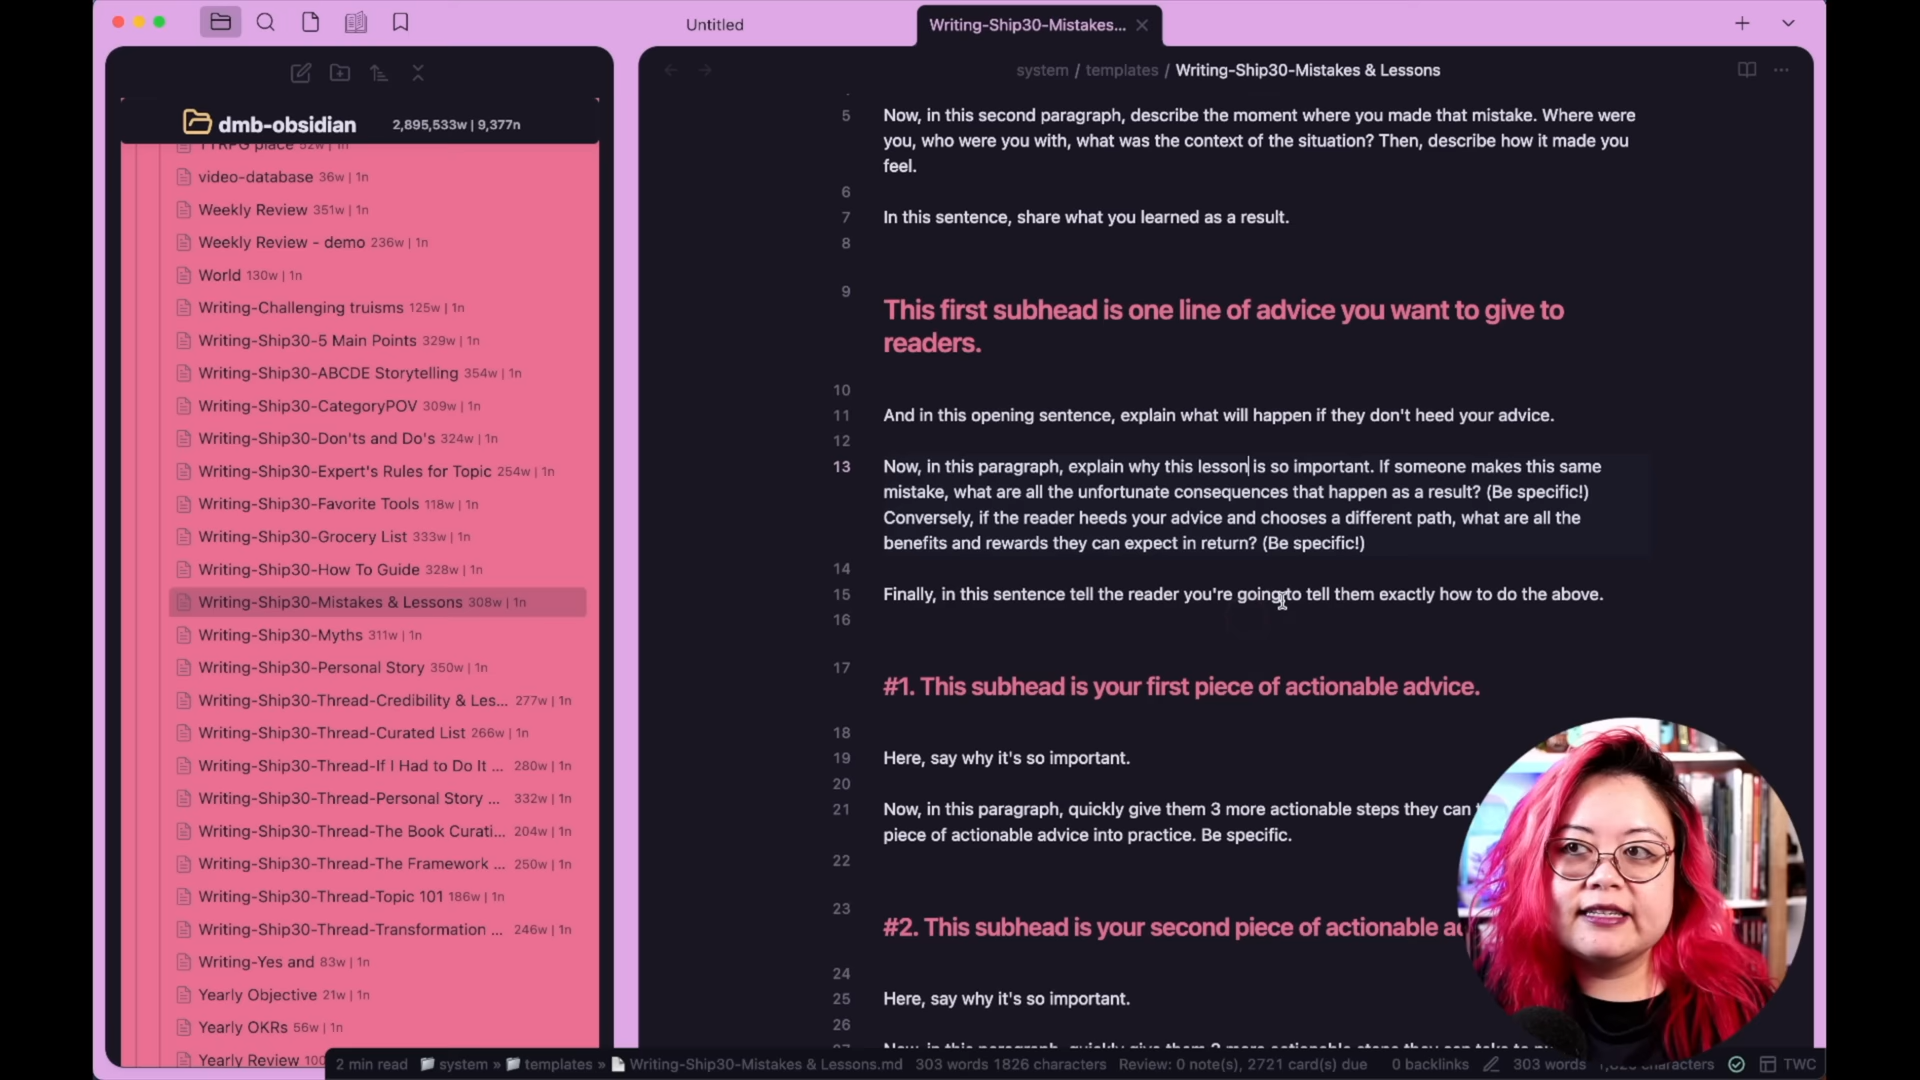 Untitled
Writing-Ship30-Mistakes...
system / templates / Writing-Ship30-Mistakes & Lessons
dmb-obsidian 2,895,533w | 9,377n
TTRPG place 52w | 1n
video-database 36w | 1n
Weekly Review 351w | 1n
Weekly Review - demo 236w | 1n
World 130w | 1n
Writing-Challenging truisms 125w | 1n
Writing-Ship30-5 Main Points 329w | 1n
Writing-Ship30-ABCDE Storytelling 354w | 1n
Writing-Ship30-CategoryPOV 309w | 1n
Writing-Ship30-Don'ts and Do's 324w | 1n
Writing-Ship30-Expert's Rules for Topic 254w | 1n
Writing-Ship30-Favorite Tools 118w | 1n
Writing-Ship30-Grocery List 333w | 1n
Writing-Ship30-How To Guide 328w | 1n
Writing-Ship30-Mistakes & Lessons 308w | 1n
Writing-Ship30-Myths 311w | 1n
Writing-Ship30-Personal Story 350w | 1n
Writing-Ship30-Thread-Credibility & Les... 277w | 1n
Writing-Ship30-Thread-Curated List 266w | 1n
Writing-Ship30-Thread-If I Had to Do It ... 280w | 1n
Writing-Ship30-Thread-Personal Story ... 332w | 1n
Writing-Ship30-Thread-The Book Curati... 204w | 1n
Writing-Ship30-Thread-The Framework ... 250w | 1n
Writing-Ship30-Thread-Topic 101 186w | 1n
Writing-Ship30-Thread-Transformation ... 246w | 1n
Writing-Yes and 83w | 1n
Yearly Objective 21w | 1n
Yearly OKRs 56w | 1n
Yearly Review
5 Now, in this second paragraph, describe the moment where you made that mistake. Where were
you, who were you with, what was the context of the situation? Then, describe how it made you
feel.
6
7 In this sentence, share what you learned as a result.
8
9 This first subhead is one line of advice you want to give to
readers.
10
11 And in this opening sentence, explain what will happen if they don't heed your advice.
12
13 Now, in this paragraph, explain why this lesson is so important. If someone makes this same
mistake, what are all the unfortunate consequences that happen as a result? (Be specific!)
Conversely, if the reader heeds your advice and chooses a different path, what are all the
benefits and rewards they can expect in return? (Be specific!)
14
15 Finally, in this sentence tell the reader you're going to tell them exactly how to do the above.
16
17 #1. This subhead is your first piece of actionable advice.
18
19 Here, say why it's so important.
20
21 Now, in this paragraph, quickly give them 3 more actionable steps they can
piece of actionable advice into practice. Be specific.
22
23 #2. This subhead is your second piece of actionable
24
25 Here, say why it's so important.
26
2 min read system » templates » Writing-Ship30-Mistakes & Lessons.md 303 words 1826 characters Review: 0 note(s), 2721 card(s) due 0 backlinks 303 words characters TWC